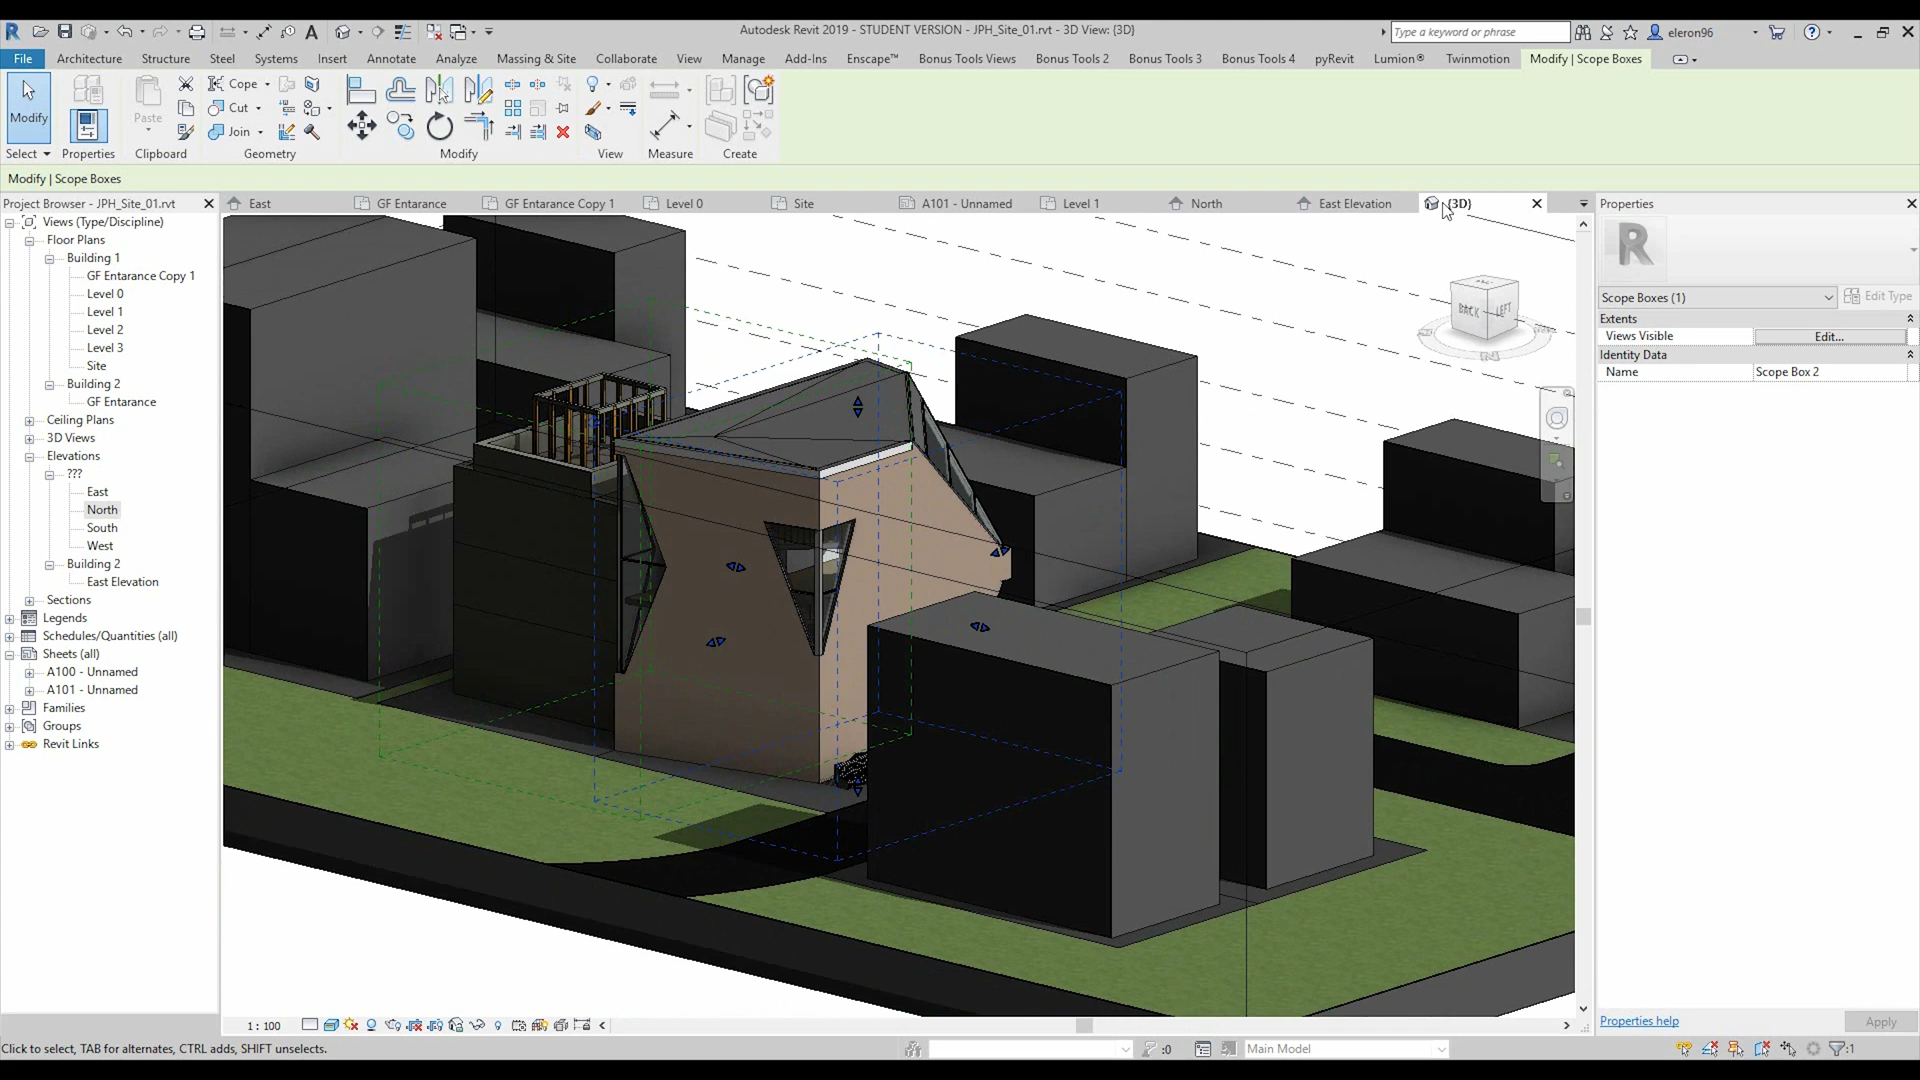 Autodesk Revit 2019 - STUDENT VERSION - JPH_Site_01.rvt - 3D View: {3D}
Type a keyword or phrase
eleron96
File Architecture Structure Steel Systems Insert Annotate Analyze Massing & Site Collaborate View Manage Add-Ins Enscape™ Bonus Tools Views Bonus Tools 2 Bonus Tools 3 Bonus Tools 4 pyRevit Lumion® Twinmotion Modify | Scope Boxes
Modify
Paste
Cope
Cut
Join
Select Properties Clipboard Geometry Modify View Measure Create
Modify | Scope Boxes
Project Browser - JPH_Site_01.rvt
East GF Entarance GF Entarance Copy 1 Level 0 Site A101 - Unnamed Level 1 North East Elevation {3D}
Properties
Views (Type/Discipline)
Floor Plans
Building 1
GF Entarance Copy 1
Level 0
Level 1
Level 2
Level 3
Site
Building 2
GF Entarance
Ceiling Plans
3D Views
Elevations
???
East
North
South
West
Building 2
East Elevation
Sections
Legends
Schedules/Quantities (all)
Sheets (all)
A100 - Unnamed
A101 - Unnamed
Families
Groups
Revit Links
BACK LEFT
Scope Boxes (1) Edit Type
Extents
Views Visible Edit...
Identity Data
Name Scope Box 2
Properties help Apply
1 : 100
Click to select, TAB for alternates, CTRL adds, SHIFT unselects.
:0
Main Model
:1